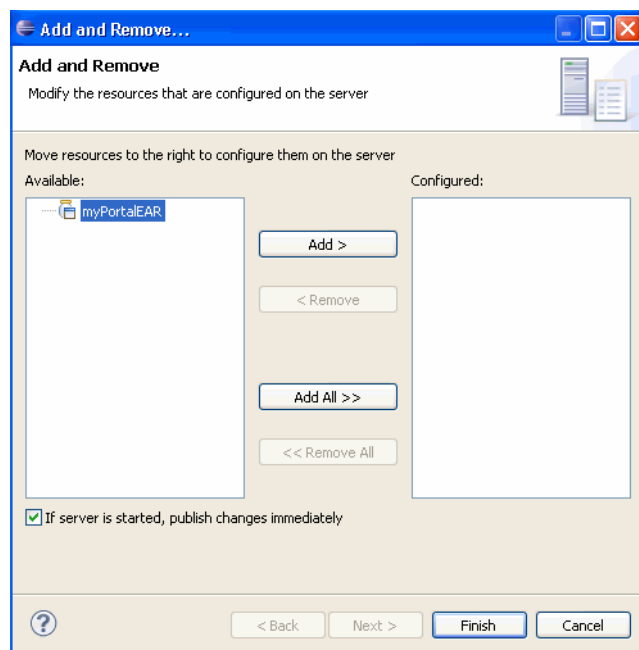 Add and Remove...
Add and Remove
Modify the resources that are configured on the server
Move resources to the right to configure them on the server
Available:
Configured:
myPortalEAR
Add >
< Remove
Add All >>
<< Remove All
If server is started, publish changes immediately
?
< Back
Next >
Finish
Cancel